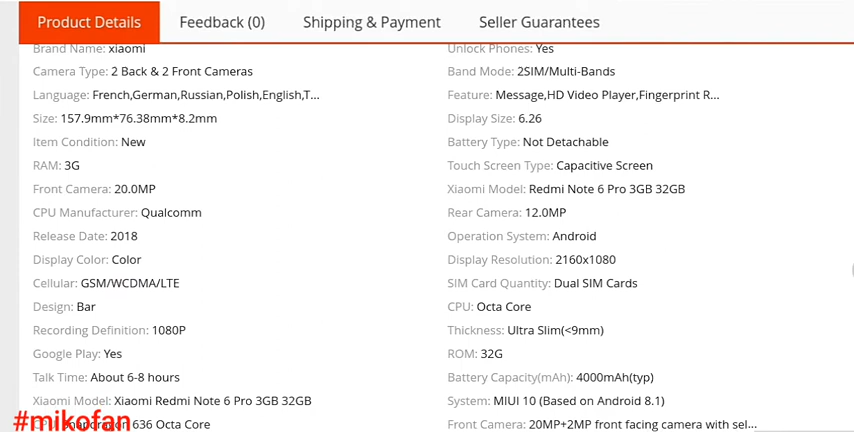 Product Details Feedback (0) Shipping & Payment Seller Guarantees
Brand Name: xiaomi Unlock Phones: Yes
Camera Type: 2 Back & 2 Front Cameras Band Mode: 2SIM/Multi-Bands
Language: French,German,Russian,Polish,English,T... Feature: Message,HD Video Player,Fingerprint R...
Size: 157.9mm*76.38mm*8.2mm Display Size: 6.26
Item Condition: New Battery Type: Not Detachable
RAM: 3G Touch Screen Type: Capacitive Screen
Front Camera: 20.0MP Xiaomi Model: Redmi Note 6 Pro 3GB 32GB
CPU Manufacturer: Qualcomm Rear Camera: 12.0MP
Release Date: 2018 Operation System: Android
Display Color: Color Display Resolution: 2160x1080
Cellular: GSM/WCDMA/LTE SIM Card Quantity: Dual SIM Cards
Design: Bar CPU: Octa Core
Recording Definition: 1080P Thickness: Ultra Slim(<9mm)
Google Play: Yes ROM: 32G
Talk Time: About 6-8 hours Battery Capacity(mAh): 4000mAh(typ)
Xiaomi Model: Xiaomi Redmi Note 6 Pro 3GB 32GB System: MIUI 10 (Based on Android 8.1)
CPU: Snapdragon 636 Octa Core Front Camera: 20MP+2MP front facing camera with sel...
#mikofan